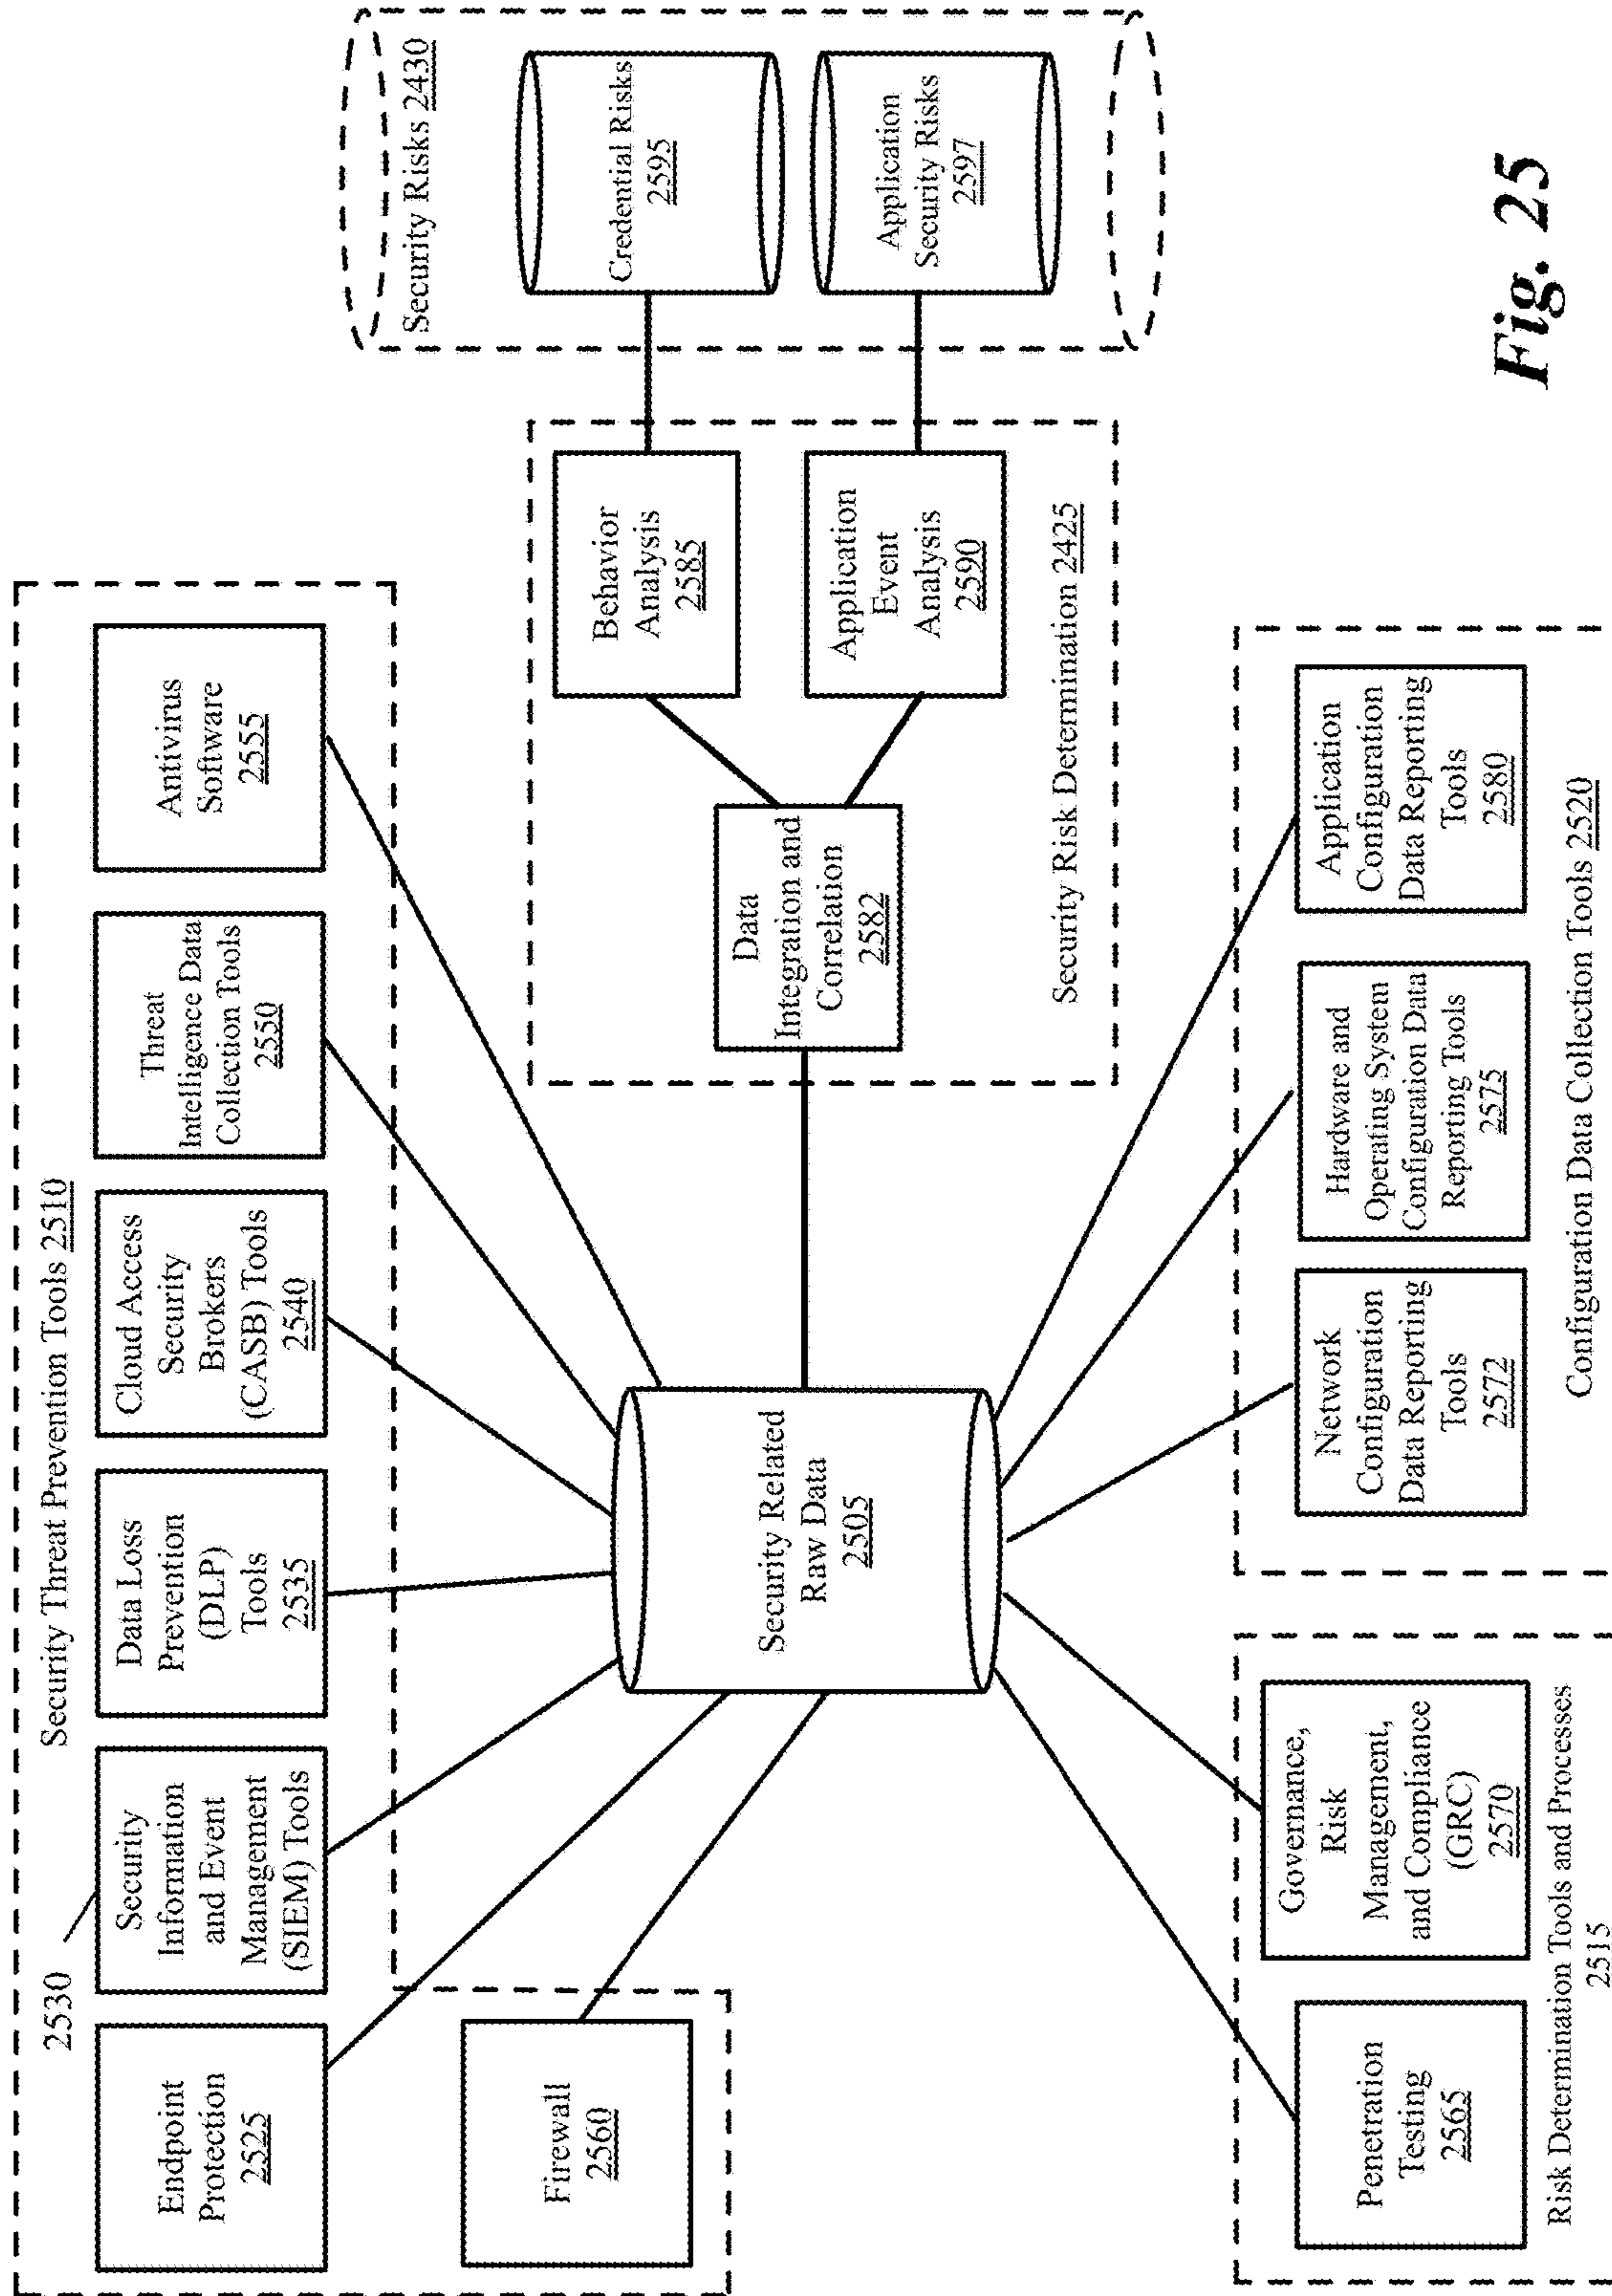 Security Threat Prevention Tools 2510
2530
Endpoint
Protection
2525
Security
Information
and Event
Management
(SIEM) Tools
Data Loss
Prevention
(DLP)
Tools
2535
Cloud Access
Security
Brokers
(CASB) Tools
2540
Threat
Intelligence Data
Collection Tools
2550
Antivirus
Software
2555
Firewall
2560
Security Related
Raw Data
2505
Data
Integration and
Correlation
2582
Behavior
Analysis
2585
Application
Event
Analysis
2590
Security Risk Determination 2425
Security Risks 2430
Credential Risks
2595
Application
Security Risks
2597
Penetration
Testing
2565
Governance,
Risk
Management,
and Compliance
(GRC)
2570
Risk Determination Tools and Processes
2515
Network
Configuration
Data Reporting
Tools
2572
Hardware and
Operating System
Configuration Data
Reporting Tools
2575
Application
Configuration
Data Reporting
Tools
2580
Configuration Data Collection Tools 2520
Fig. 25